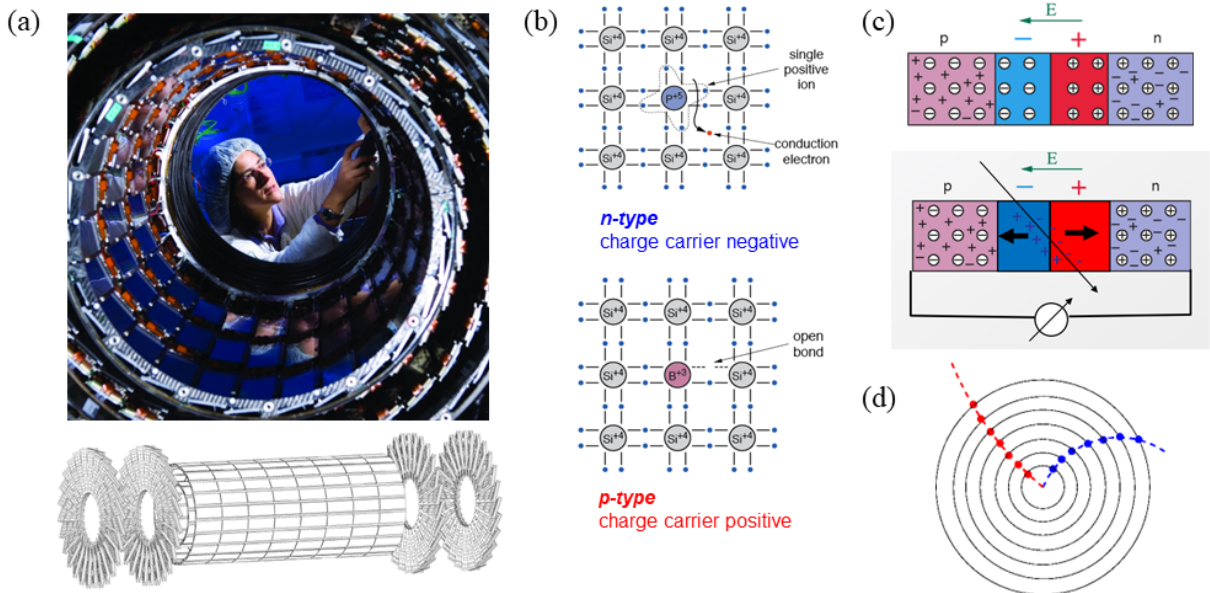 (a)
(b)
Si+4 Si+4 Si+4
single
positive
ion
Si+4 P+5 Si+4
conduction
electron
Si+4 Si+4 Si+4
n-type
charge carrier negative
Si+4 Si+4 Si+4
open
bond
Si+4 B+3 Si+4
Si+4 Si+4 Si+4
p-type
charge carrier positive
(c)
E
p − + n
E
p − + n
(d)